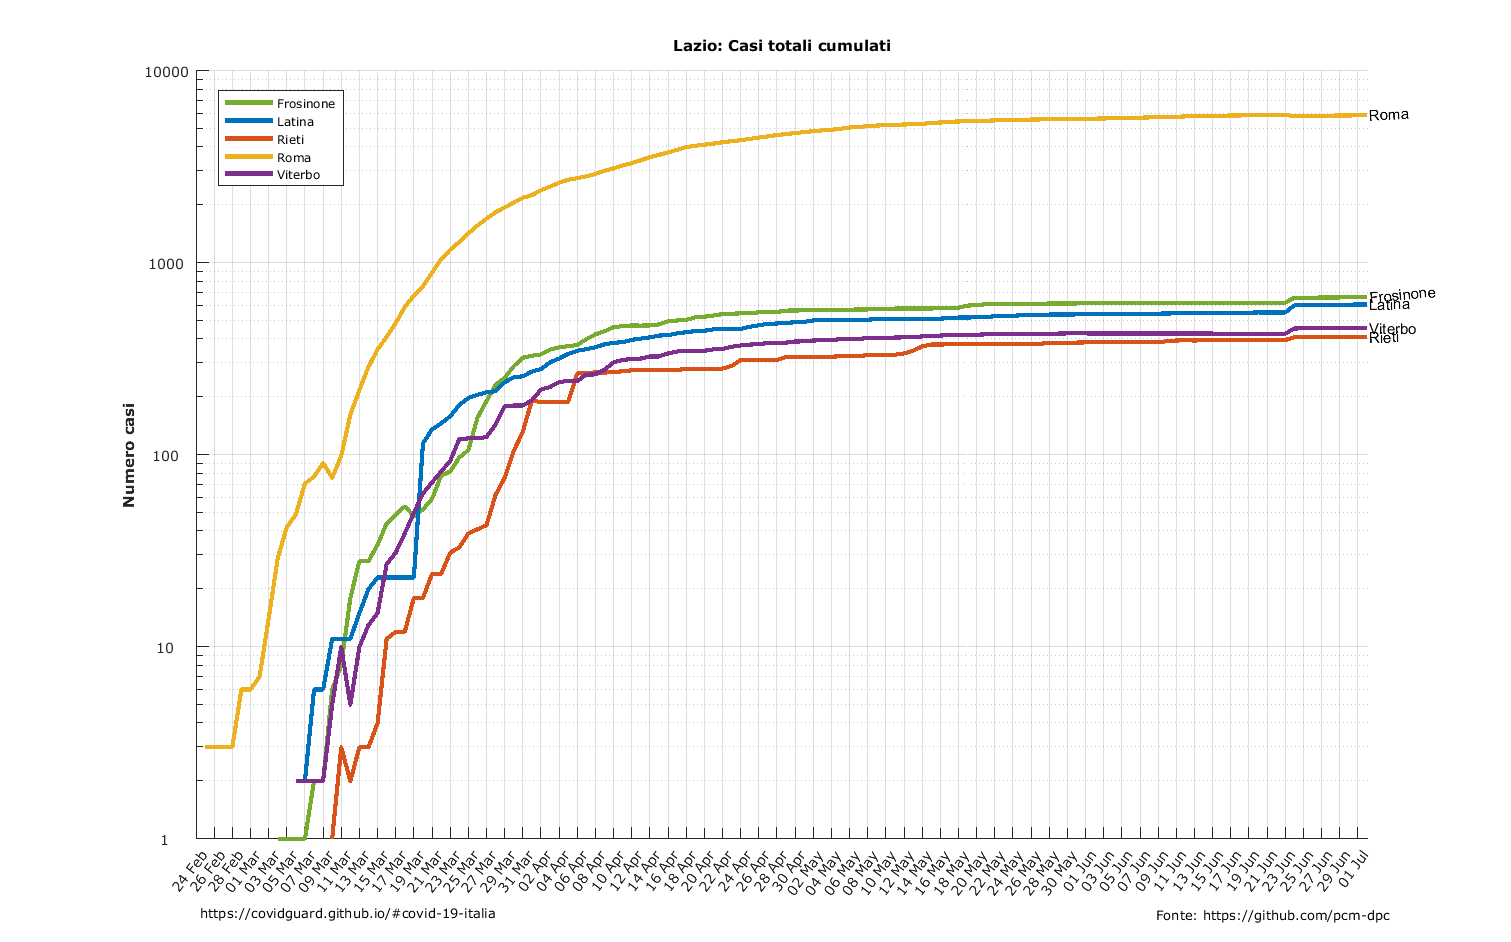 Lazio: Casi totali cumulati
10000
1000
100
10
1
Numero casi
Frosinone
Latina
Rieti
Roma
Viterbo
Roma
Frosinone
Latina
Viterbo
Rieti
24 Feb
26 Feb
28 Feb
01 Mar
03 Mar
05 Mar
07 Mar
09 Mar
11 Mar
13 Mar
15 Mar
17 Mar
19 Mar
21 Mar
23 Mar
25 Mar
27 Mar
29 Mar
31 Mar
02 Apr
04 Apr
06 Apr
08 Apr
10 Apr
12 Apr
14 Apr
16 Apr
18 Apr
20 Apr
22 Apr
24 Apr
26 Apr
28 Apr
30 Apr
02 May
04 May
06 May
08 May
10 May
12 May
14 May
16 May
18 May
20 May
22 May
24 May
26 May
28 May
30 May
01 Jun
03 Jun
05 Jun
07 Jun
09 Jun
11 Jun
13 Jun
15 Jun
17 Jun
19 Jun
21 Jun
23 Jun
25 Jun
27 Jun
29 Jun
01 Jul
https://covidguard.github.io/#covid-19-italia
Fonte: https://github.com/pcm-dpc